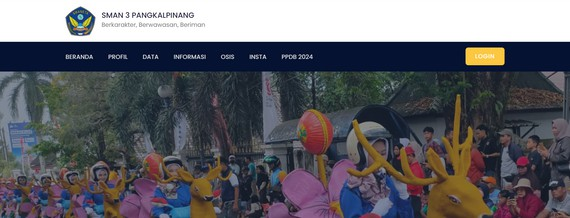 SMAN 3 PANGKALPINANG
Berkarakter, Berwawasan, Beriman
BERANDA PROFIL DATA INFORMASI OSIS INSTA PPDB 2024 LOGIN